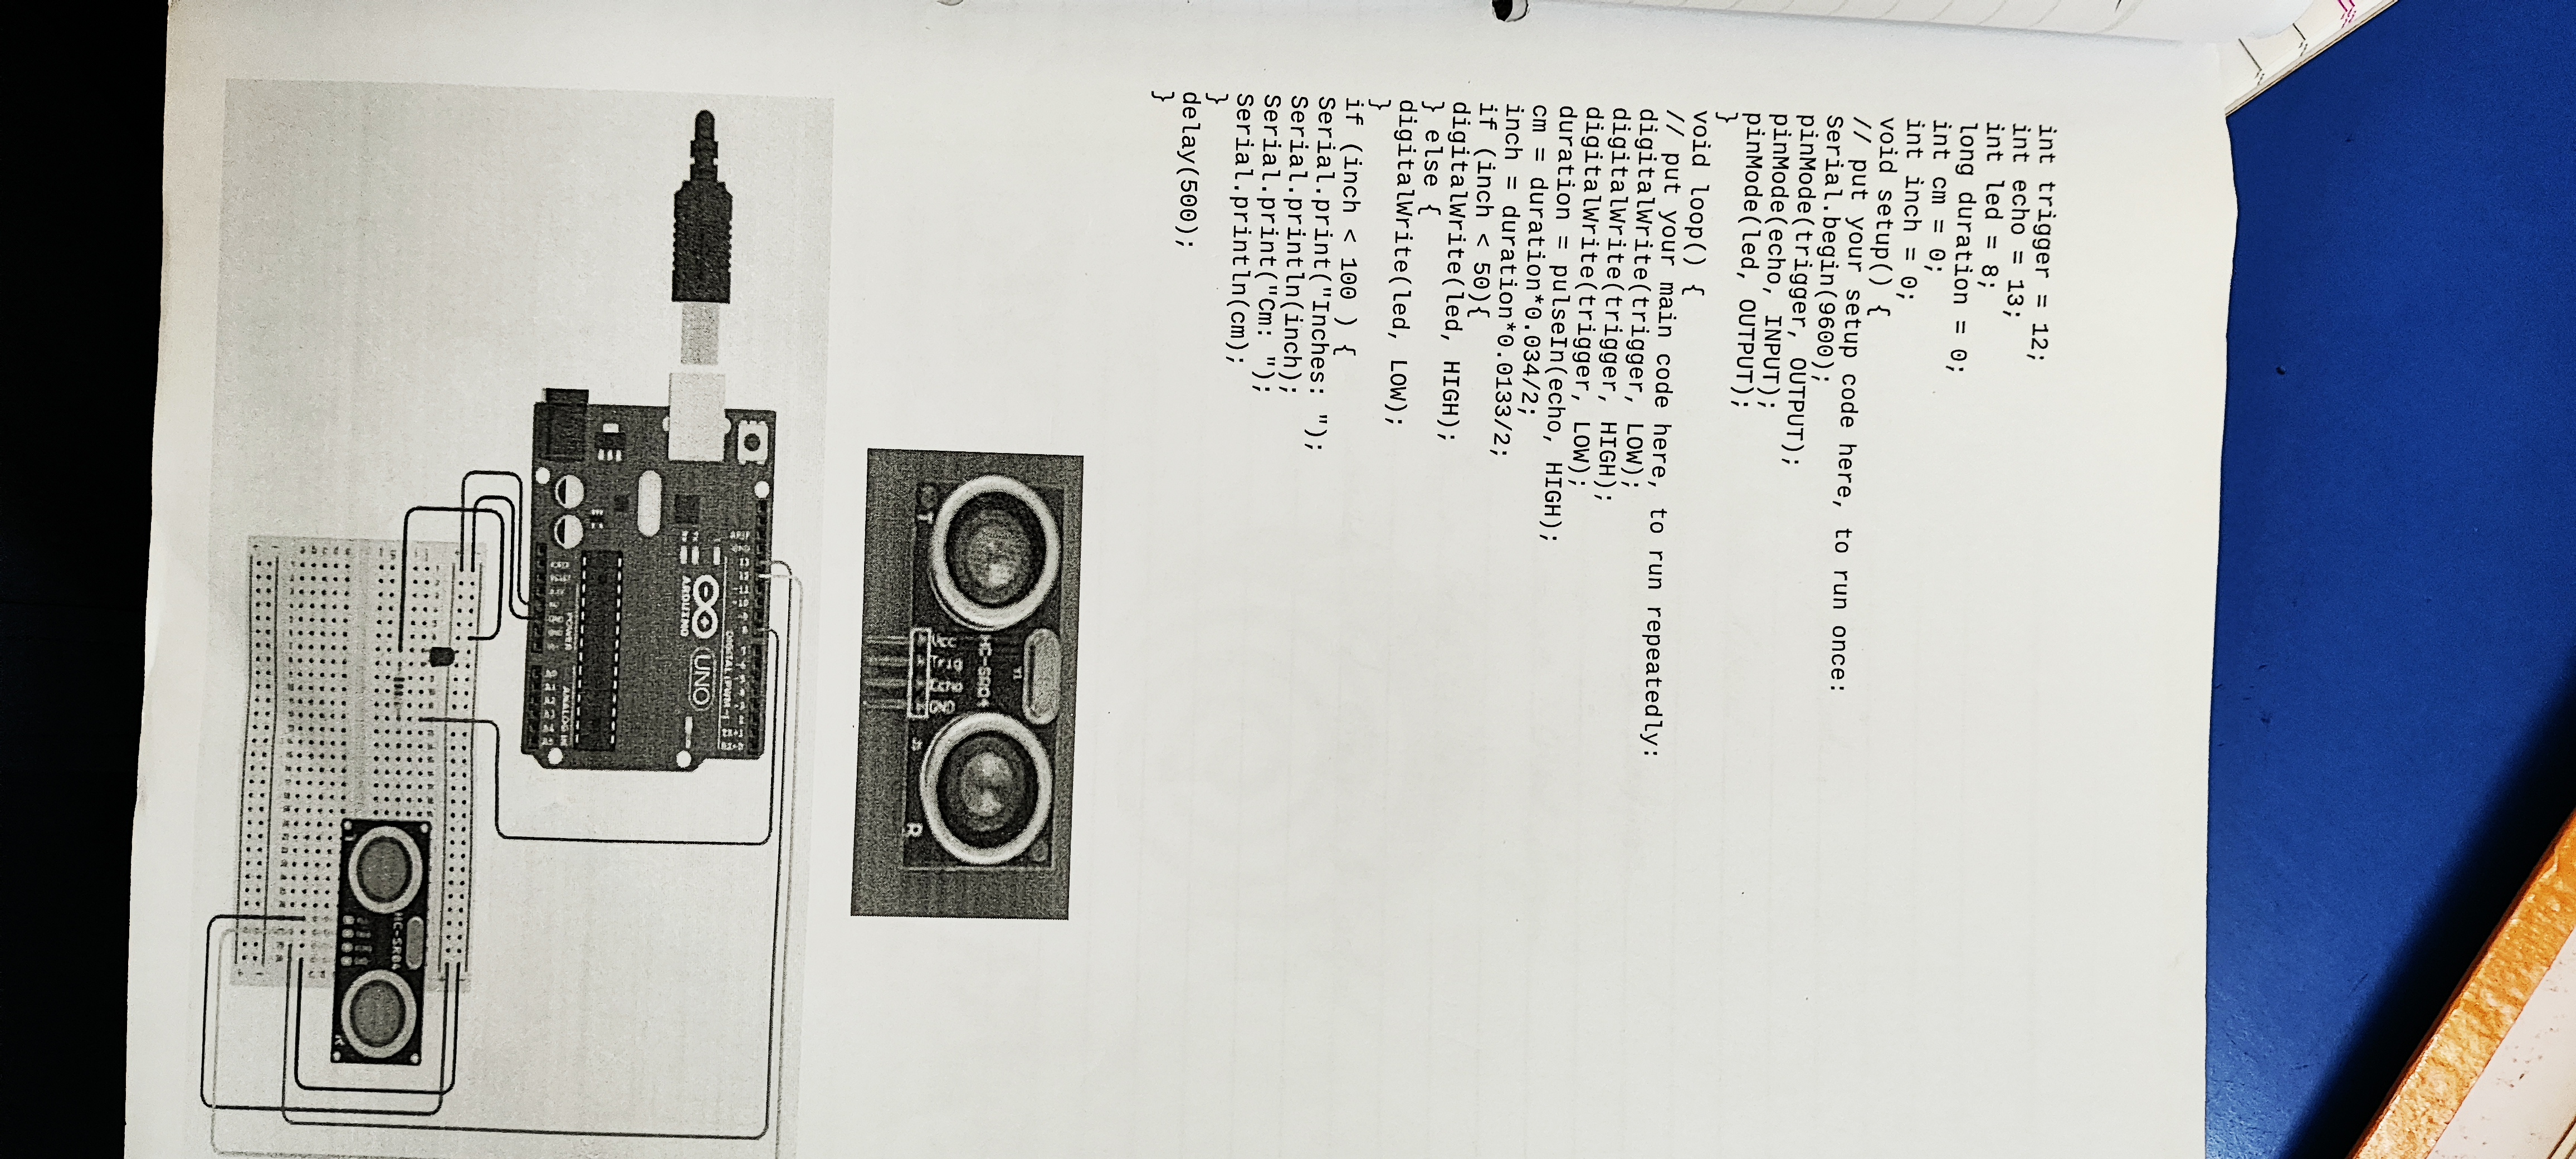 int trigger = 12;
int echo = 13;
int led = 8;
long duration = 0;
int cm = 0;
int inch = 0;
void setup() {
// put your setup code here, to run once:
Serial.begin(9600);
pinMode(trigger, OUTPUT);
pinMode(echo, INPUT);
pinMode(led, OUTPUT);
}
void loop() {
// put your main code here, to run repeatedly:
digitalWrite(trigger, LOW);
digitalWrite(trigger, HIGH);
digitalWrite(trigger, LOW);
duration = pulseIn(echo, HIGH);
cm = duration*0.034/2;
inch = duration*0.0133/2;
if (inch < 50){
digitalWrite(led, HIGH);
} else {
digitalWrite(led, LOW);
}
if (inch < 100 ) {
Serial.print("Inches: ");
Serial.println(inch);
Serial.print("Cm: ");
Serial.println(cm);
}
delay(500);
}
HC-SR04
Vcc
Trig
Echo
GND
T
R
ARDUINO
UNO
POWER
ANALOG IN
HC-SR04